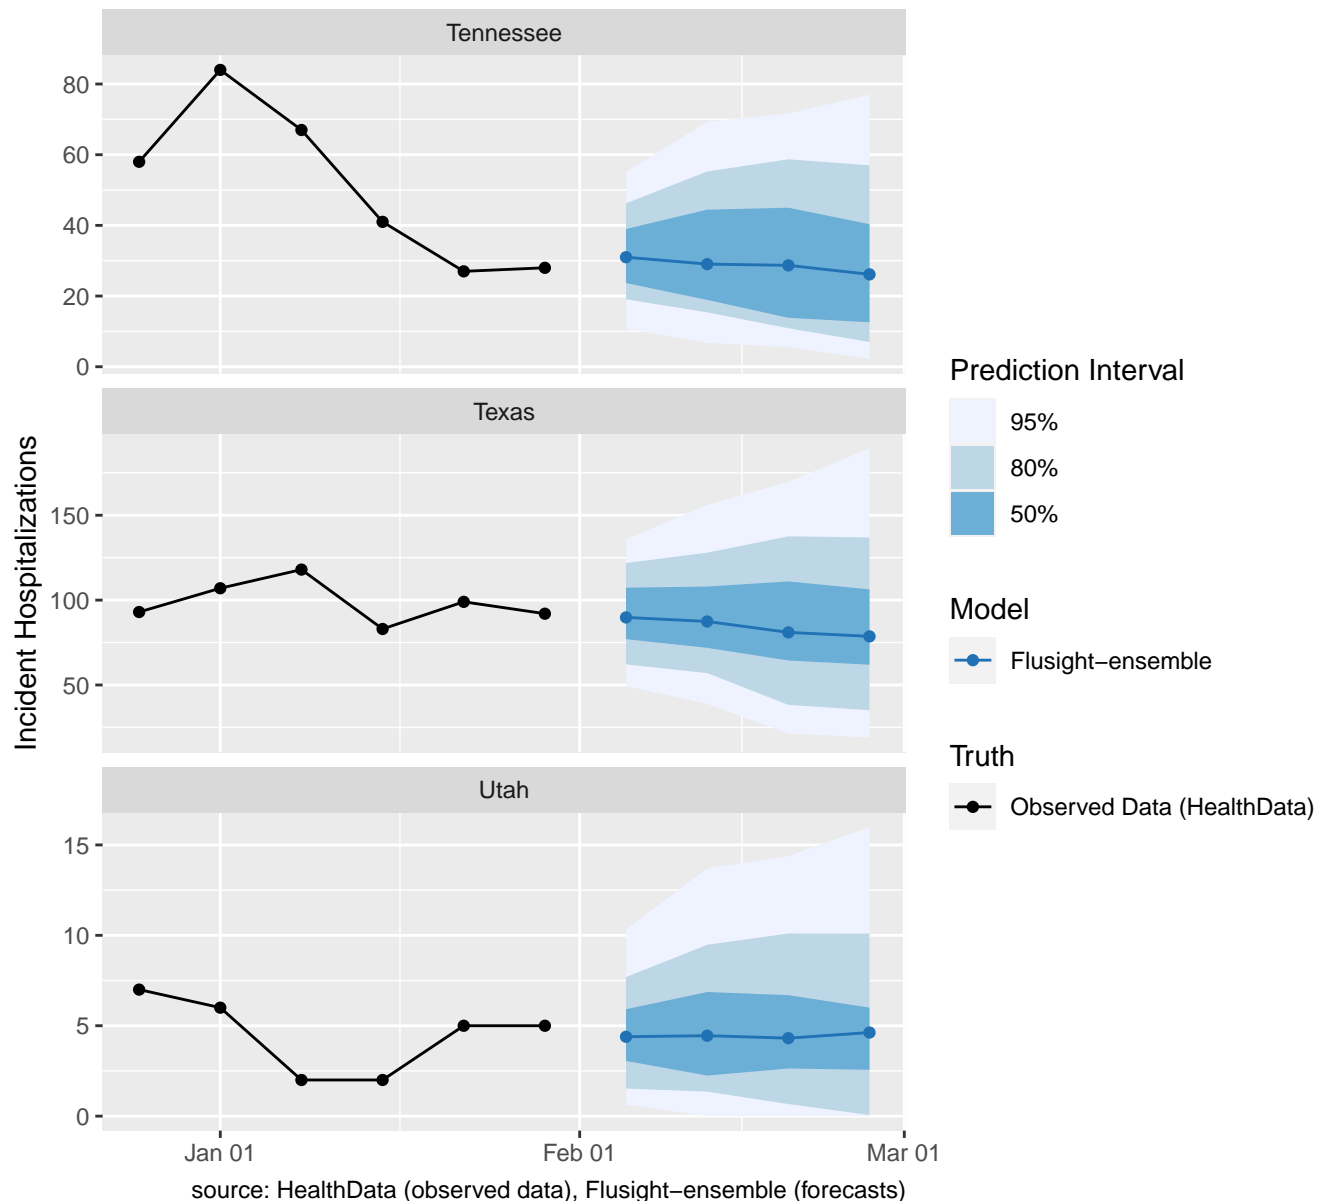 Tennessee
80
60
40
20
0
Texas
150
100
50
Utah
15
10
5
0
Jan 01
Feb 01
Mar 01
Incident Hospitalizations
source: HealthData (observed data), Flusight−ensemble (forecasts)
Prediction Interval
95%
80%
50%
Model
Flusight−ensemble
Truth
Observed Data (HealthData)